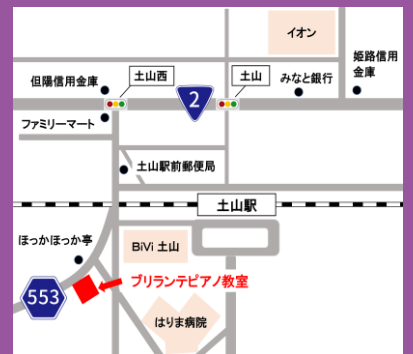 イオン
姫路信用
金庫
但陽信用金庫
土山西
土山
みなと銀行
2
ファミリーマート
土山駅前郵便局
土山駅
ほっかほっか亭
BiVi 土山
ブリランテピアノ教室
553
はりま病院